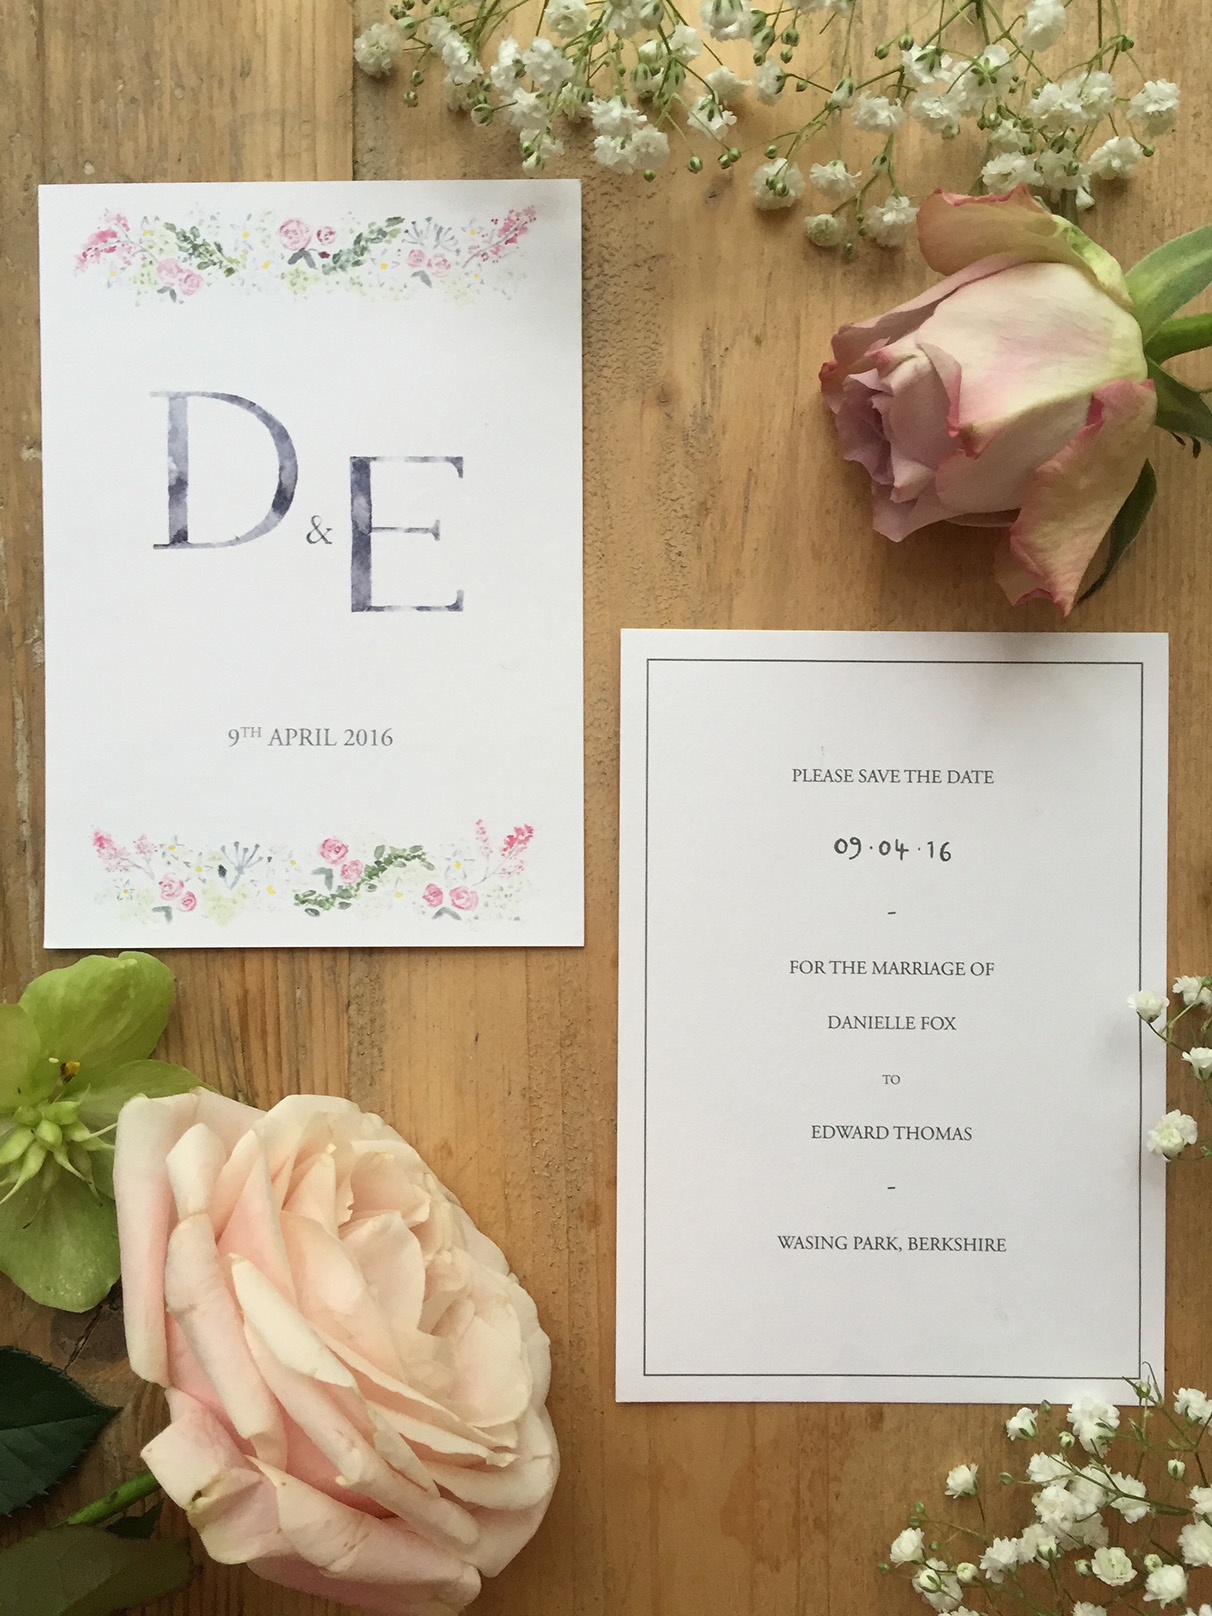 D & E
9TH APRIL 2016
PLEASE SAVE THE DATE
09·04·16
-
FOR THE MARRIAGE OF
DANIELLE FOX
TO
EDWARD THOMAS
-
WASING PARK, BERKSHIRE